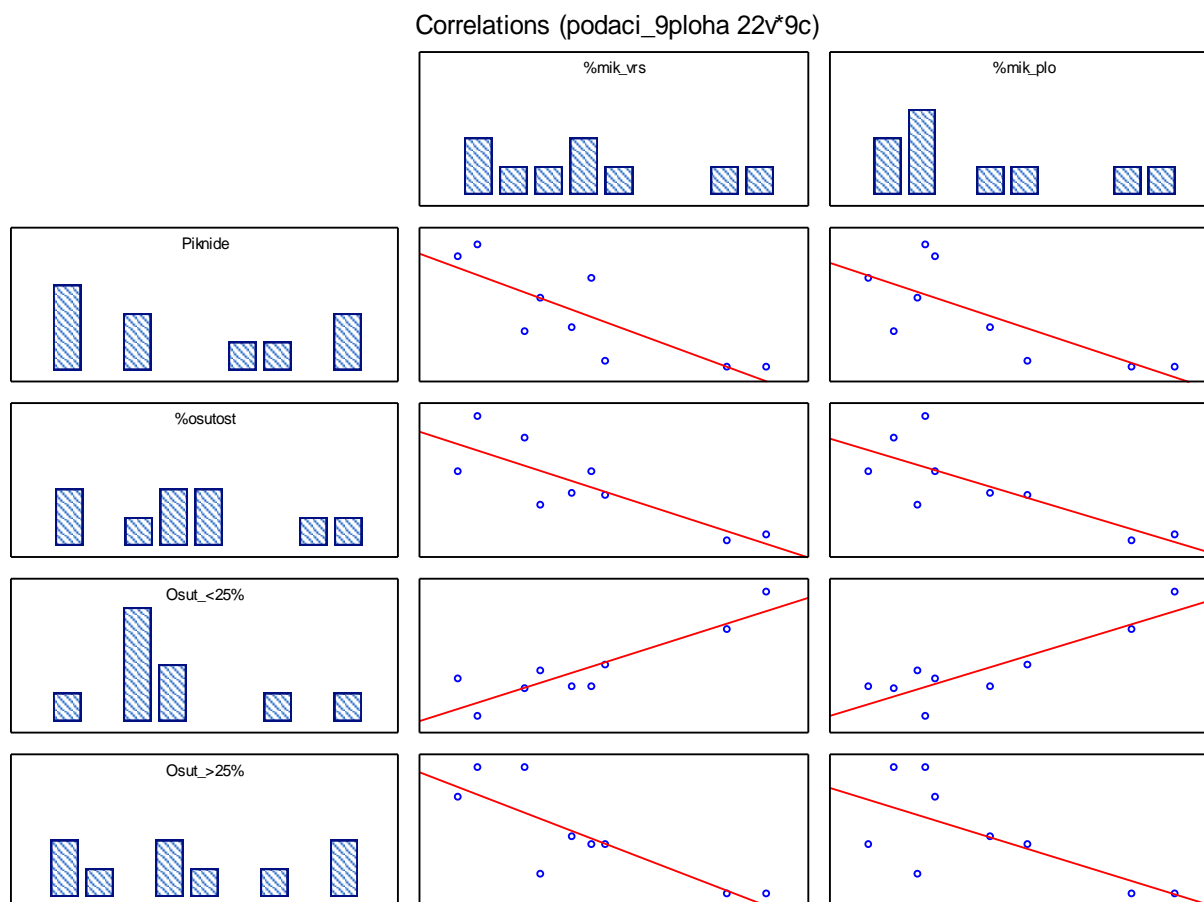 Correlations (podaci_9ploha 22v*9c)
%mik_vrs
%mik_plo
Piknide
%osutost
Osut_<25%
Osut_>25%